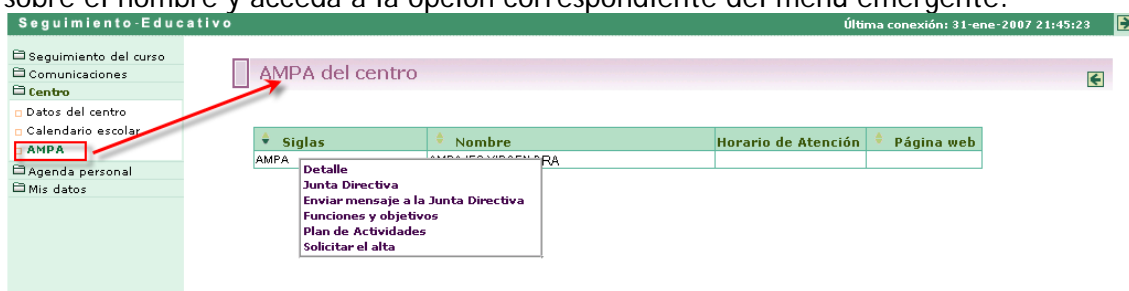 sobre el nombre y acceda a la opción correspondiente del menú emergente.
Seguimiento-Educativo
Última conexión: 31-ene-2007 21:45:23
Seguimiento del curso
Comunicaciones
Centro
Datos del centro
Calendario escolar
AMPA
Agenda personal
Mis datos
AMPA del centro
Siglas Nombre Horario de Atención Página web
AMPA
Detalle
Junta Directiva
Enviar mensaje a la Junta Directiva
Funciones y objetivos
Plan de Actividades
Solicitar el alta